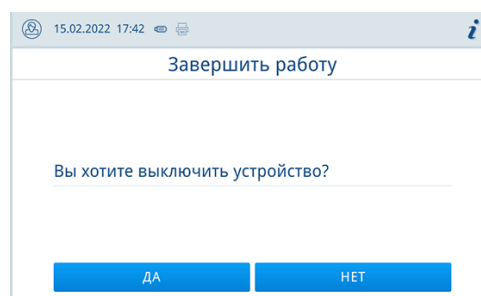 15.02.2022 17:42 i
Завершить работу
Вы хотите выключить устройство?
ДА НЕТ